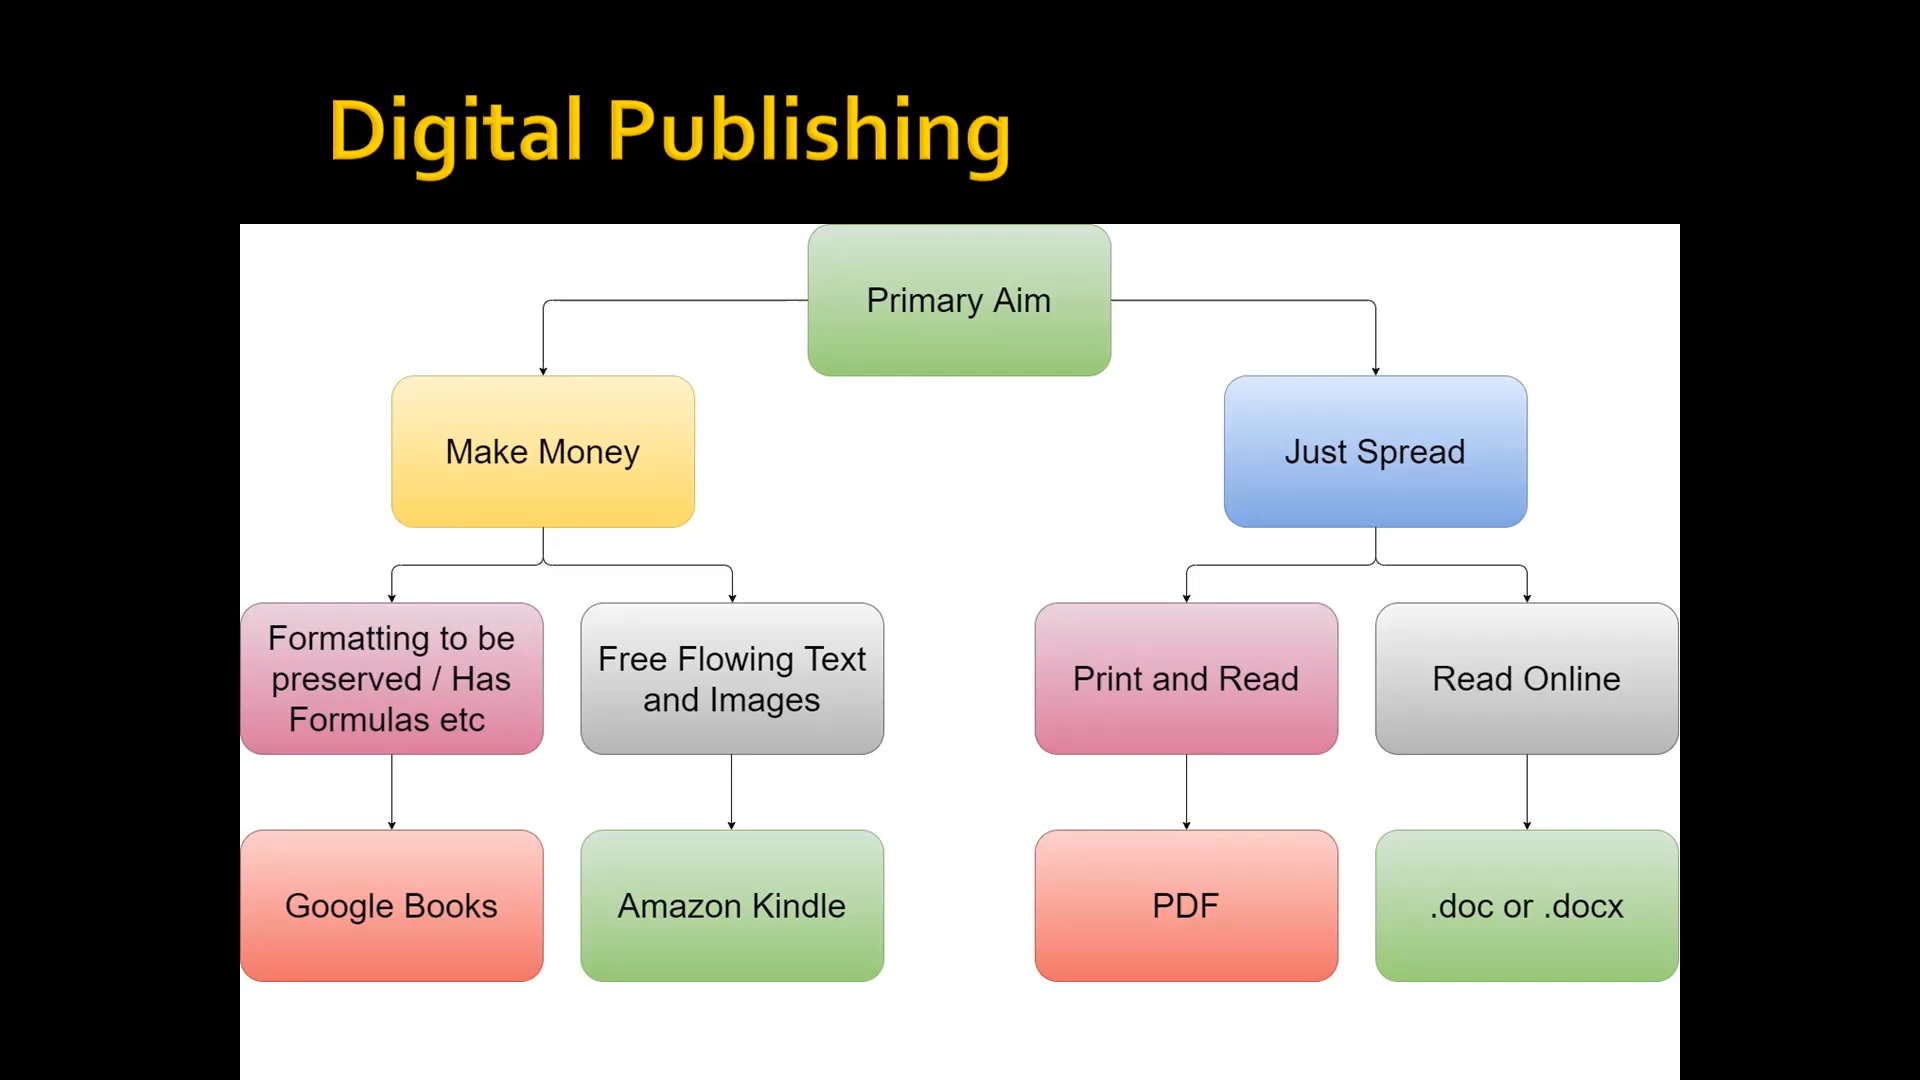 Digital Publishing
Primary Aim
Make Money
Just Spread
Formatting to be
preserved / Has
Formulas etc
Free Flowing Text
and Images
Print and Read
Read Online
Google Books
Amazon Kindle
PDF
.doc or .docx